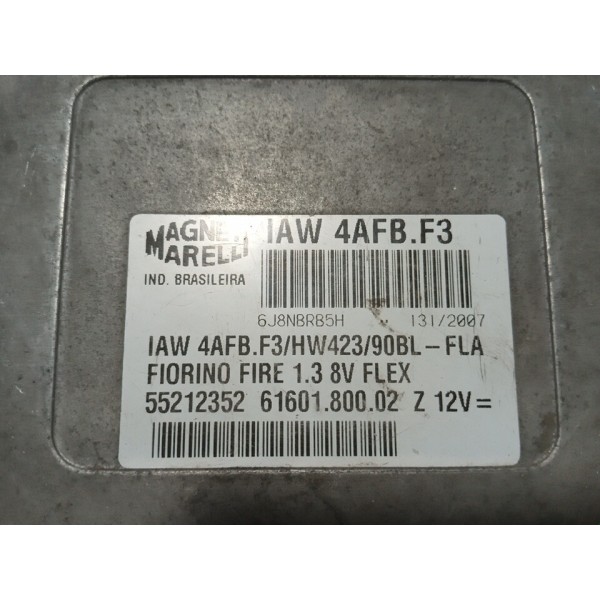 MAGNETI MARELLI
IND. BRASILEIRA
IAW 4AFB.F3
6J8NBRB5H 131/2007
IAW 4AFB.F3/HW423/90BL-FLA
FIORINO FIRE 1.3 8V FLEX
55212352 61601.800.02 Z 12V=